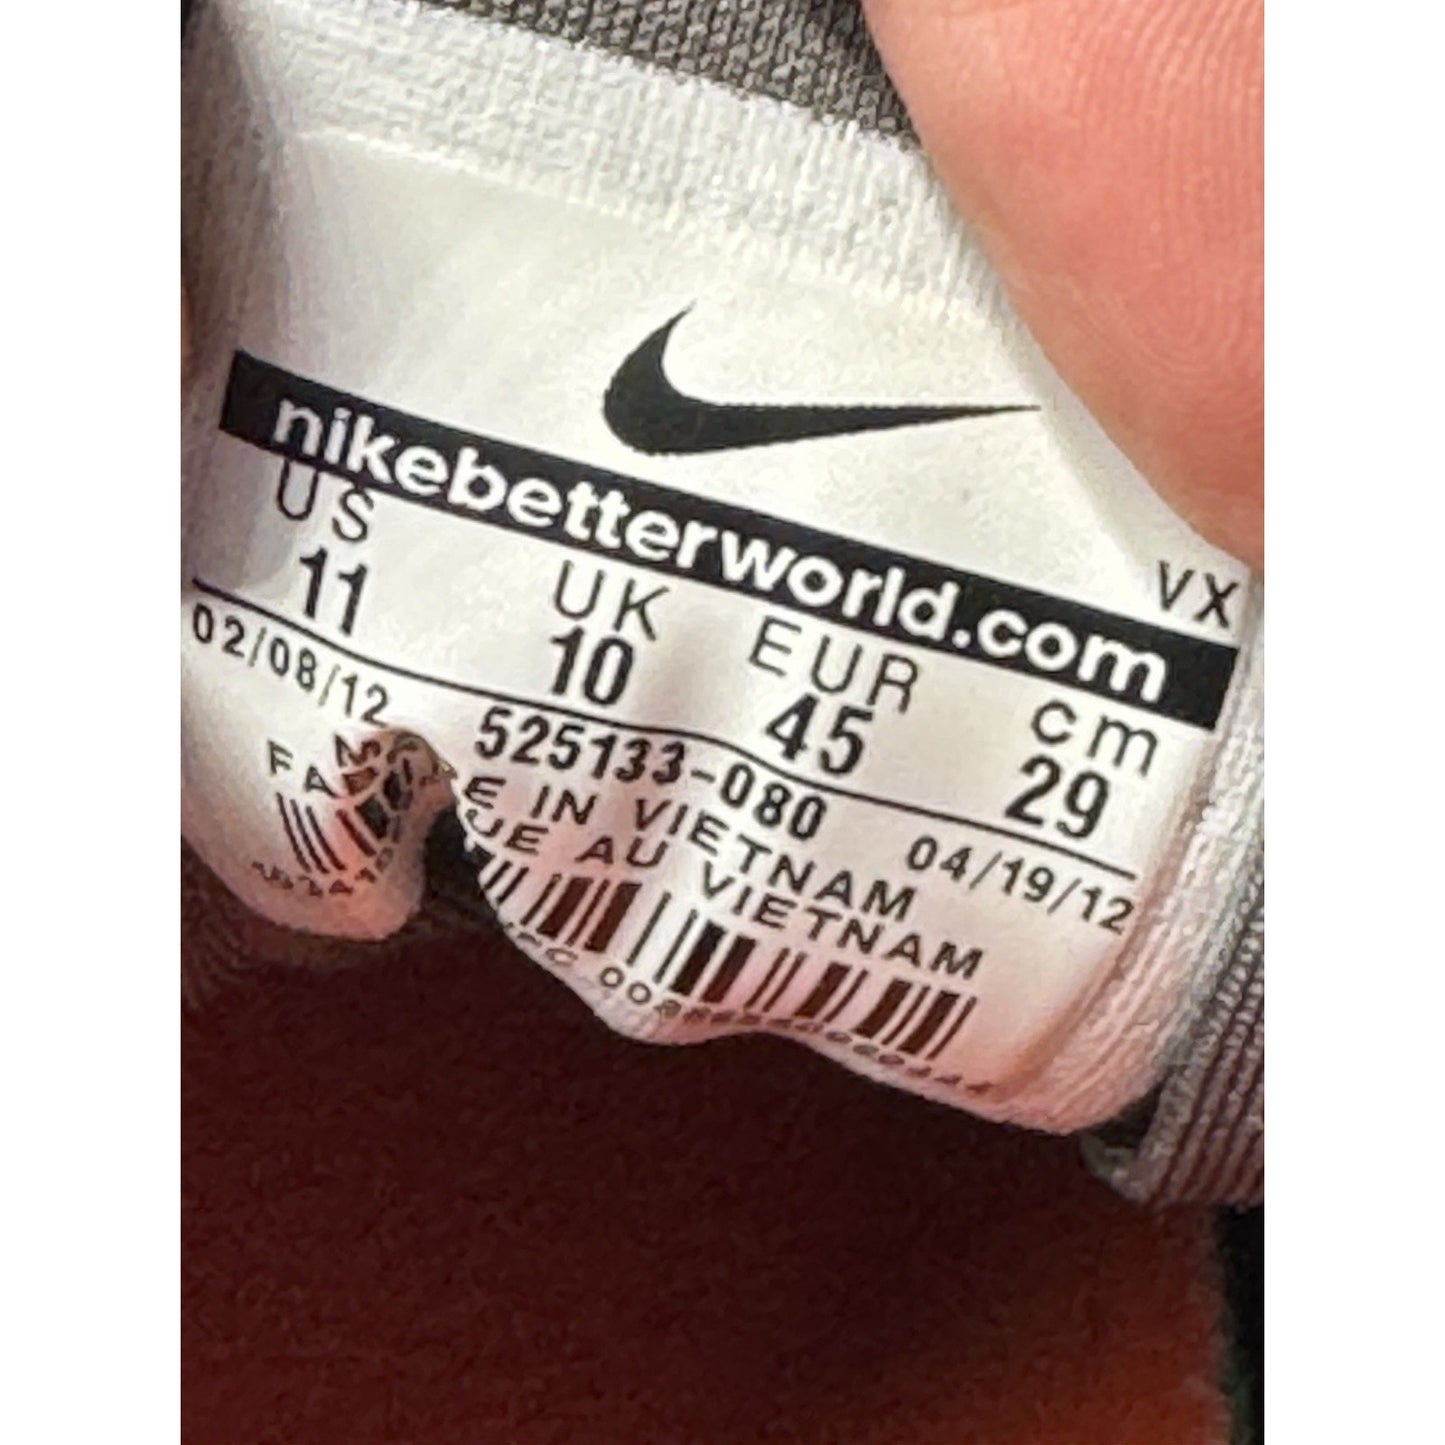 nikebetterworld.com
VX
US UK EUR cm
11 10 45 29
02/08/12 525133-080 04/19/12
IN VIETNAM
AU VIETNAM